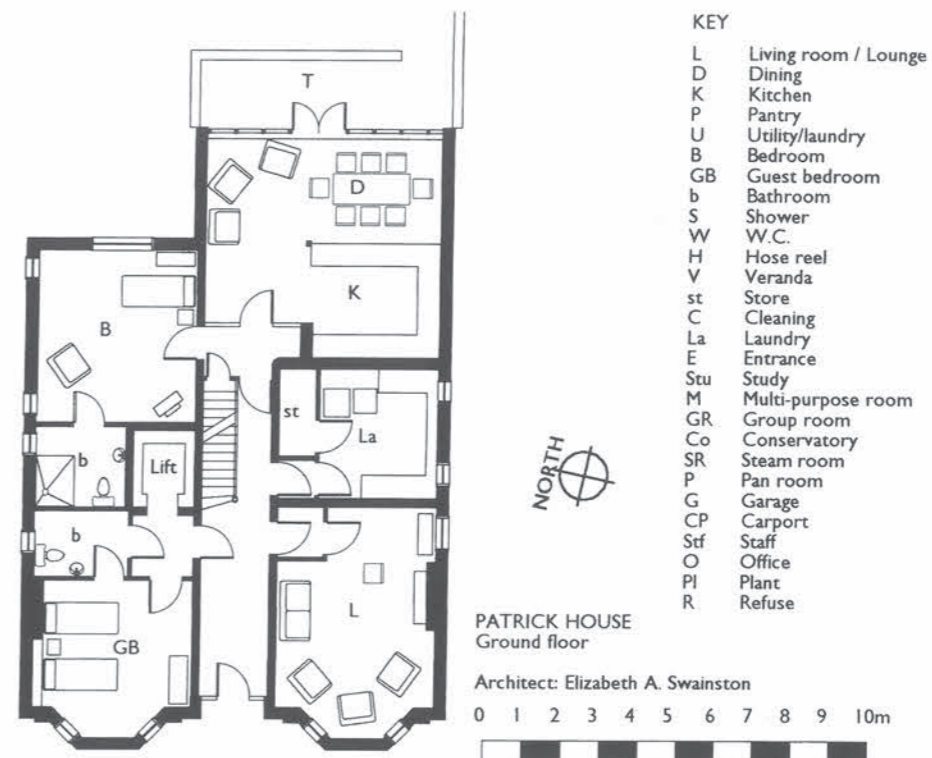 T
D
K
B
st
La
b
Lift
b
L
GB
NORTH
KEY
L Living room / Lounge
D Dining
K Kitchen
P Pantry
U Utility/laundry
B Bedroom
GB Guest bedroom
b Bathroom
S Shower
W W.C.
H Hose reel
V Veranda
st Store
C Cleaning
La Laundry
E Entrance
Stu Study
M Multi-purpose room
GR Group room
Co Conservatory
SR Steam room
P Pan room
G Garage
CP Carport
Stf Staff
O Office
Pl Plant
R Refuse
PATRICK HOUSE
Ground floor
Architect: Elizabeth A. Swainston
0 1 2 3 4 5 6 7 8 9 10m